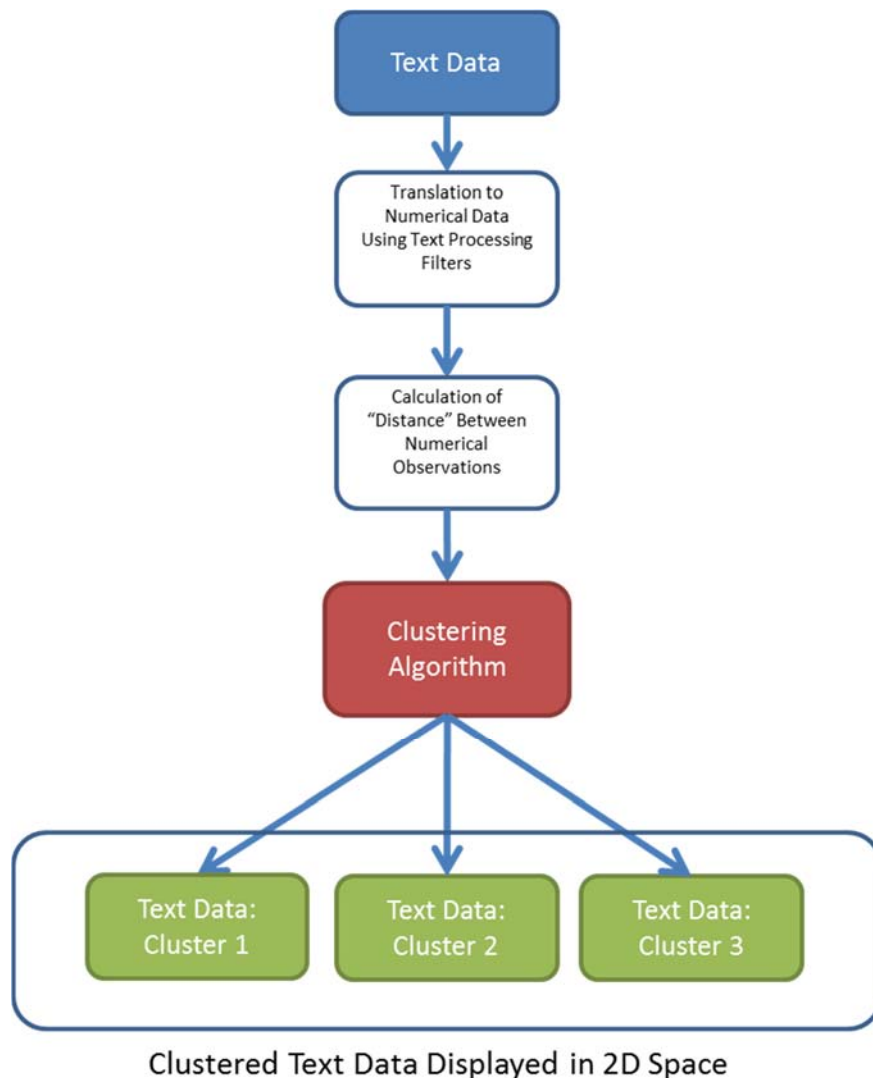 Text Data
Translation to
Numerical Data
Using Text Processing
Filters
Calculation of
“Distance” Between
Numerical
Observations
Clustering
Algorithm
Text Data:
Cluster 1
Text Data:
Cluster 2
Text Data:
Cluster 3
Clustered Text Data Displayed in 2D Space